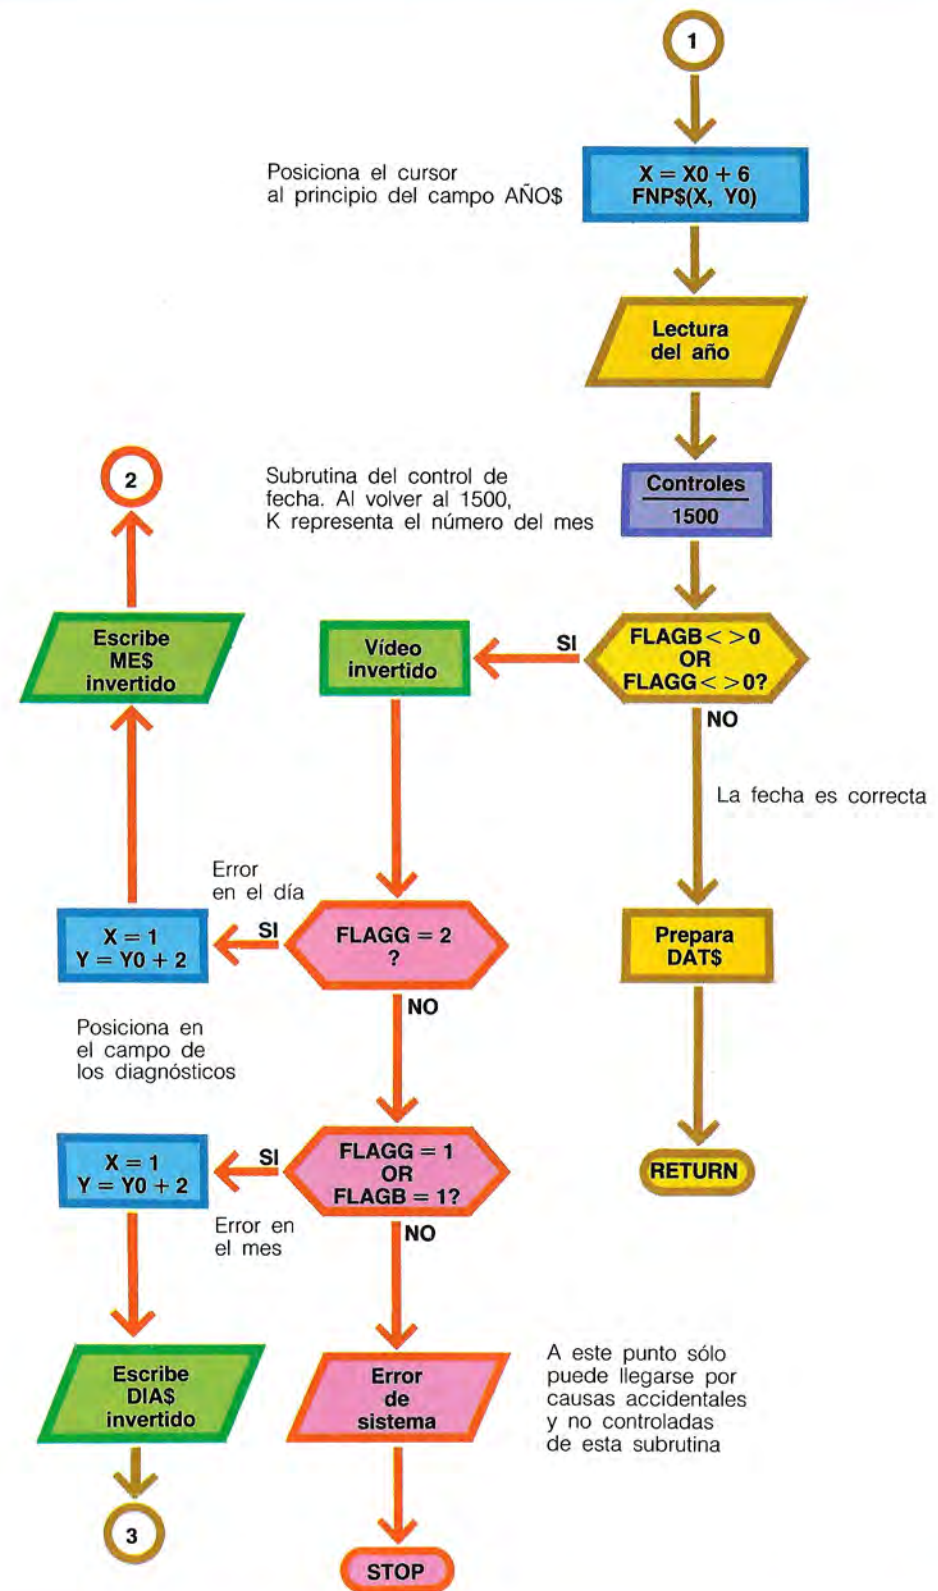 1
Posiciona el cursor
al principio del campo AÑO$
X = X0 + 6
FNP$(X, Y0)
Lectura
del año
2
Subrutina del control de
fecha. Al volver al 1500,
K representa el número del mes
Controles
1500
Escribe
ME$
invertido
Vídeo
invertido
SI
FLAGB< >0
OR
FLAGG< >0?
NO
La fecha es correcta
Error
en el día
X = 1
Y = Y0 + 2
SI
FLAGG = 2
?
Prepara
DAT$
NO
Posiciona en
el campo de
los diagnósticos
X = 1
Y = Y0 + 2
SI
FLAGG = 1
OR
FLAGB = 1?
RETURN
Error en
el mes
NO
Escribe
DIA$
invertido
Error
de
sistema
A este punto sólo
puede llegarse por
causas accidentales
y no controladas
de esta subrutina
3
STOP